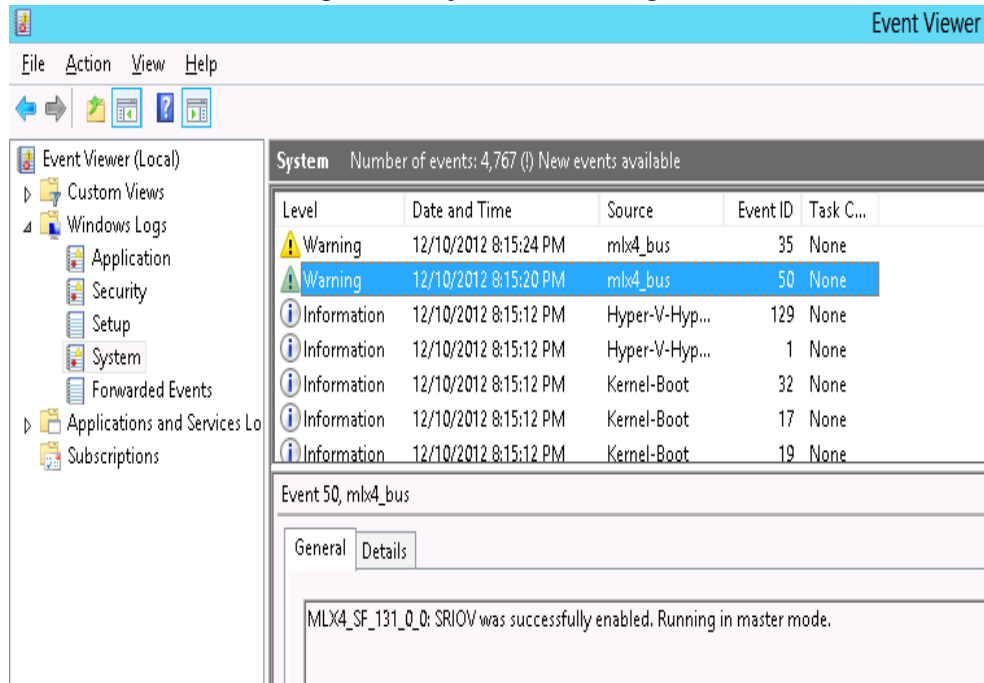 Event Viewer
File Action View Help
Event Viewer (Local)
Custom Views
Windows Logs
Application
Security
Setup
System
Forwarded Events
Applications and Services Lo
Subscriptions
System Number of events: 4,767 (!) New events available
Level Date and Time Source Event ID Task C...
Warning 12/10/2012 8:15:24 PM mlx4_bus 35 None
Warning 12/10/2012 8:15:20 PM mlx4_bus 50 None
Information 12/10/2012 8:15:12 PM Hyper-V-Hyp... 129 None
Information 12/10/2012 8:15:12 PM Hyper-V-Hyp... 1 None
Information 12/10/2012 8:15:12 PM Kernel-Boot 32 None
Information 12/10/2012 8:15:12 PM Kernel-Boot 17 None
Information 12/10/2012 8:15:12 PM Kernel-Boot 19 None
Event 50, mlx4_bus
General Details
MLX4_SF_131_0_0: SRIOV was successfully enabled. Running in master mode.